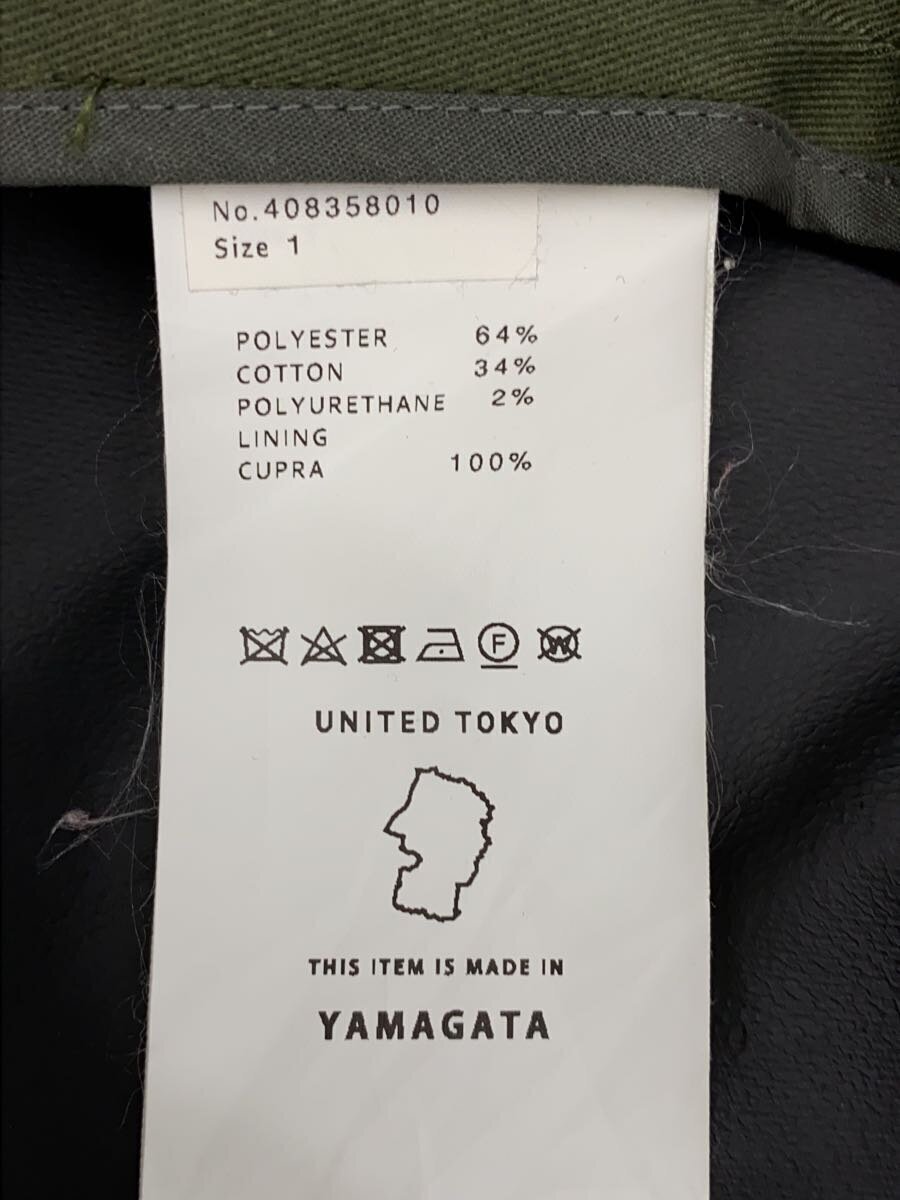 No.408358010
Size 1
POLYESTER 64%
COTTON 34%
POLYURETHANE 2%
LINING
CUPRA 100%
F W
UNITED TOKYO
THIS ITEM IS MADE IN
YAMAGATA